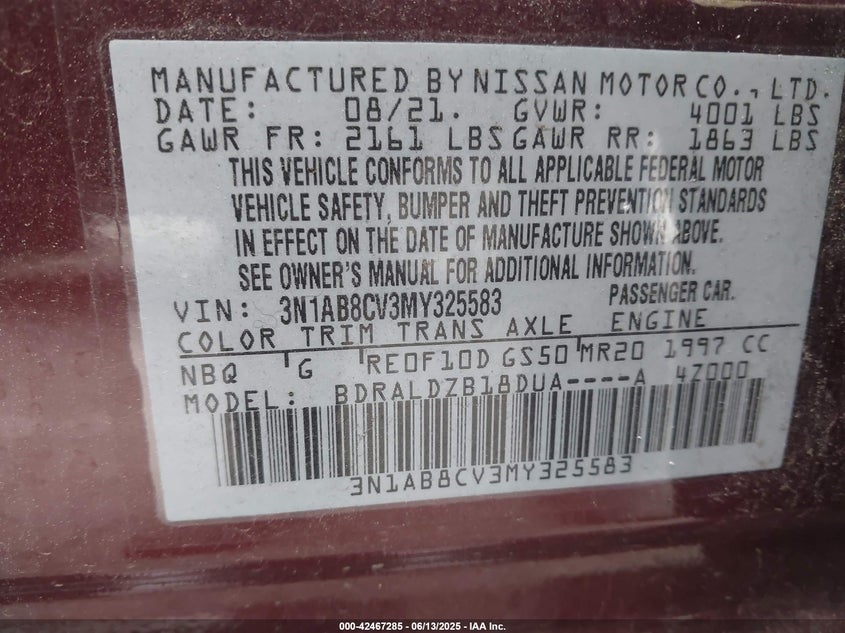 MANUFACTURED BY NISSAN MOTOR CO., LTD.
DATE: 08/21. GVWR: 4001 LBS
GAWR FR: 2161 LBS GAWR RR: 1863 LBS
THIS VEHICLE CONFORMS TO ALL APPLICABLE FEDERAL MOTOR
VEHICLE SAFETY, BUMPER AND THEFT PREVENTION STANDARDS
IN EFFECT ON THE DATE OF MANUFACTURE SHOWN ABOVE.
SEE OWNER'S MANUAL FOR ADDITIONAL INFORMATION.
VIN: 3N1AB8CV3MY325583 PASSENGER CAR.
COLOR TRIM TRANS AXLE ENGINE
NBQ G RE0F10D GS50 MR20 1997 CC
MODEL: BDRALDZB18DUA----A 4Z000
3N1AB8CV3MY325583
000-42467285 - 06/13/2025 - IAA Inc.